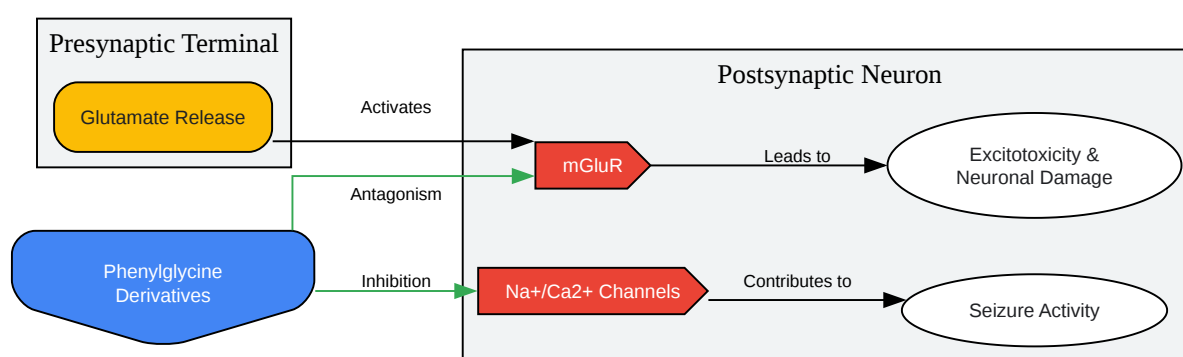 Presynaptic Terminal
Glutamate Release
Activates
Postsynaptic Neuron
mGluR
Leads to
Excitotoxicity &
Neuronal Damage
Antagonism
Phenylglycine
Derivatives
Inhibition
Na+/Ca2+ Channels
Contributes to
Seizure Activity